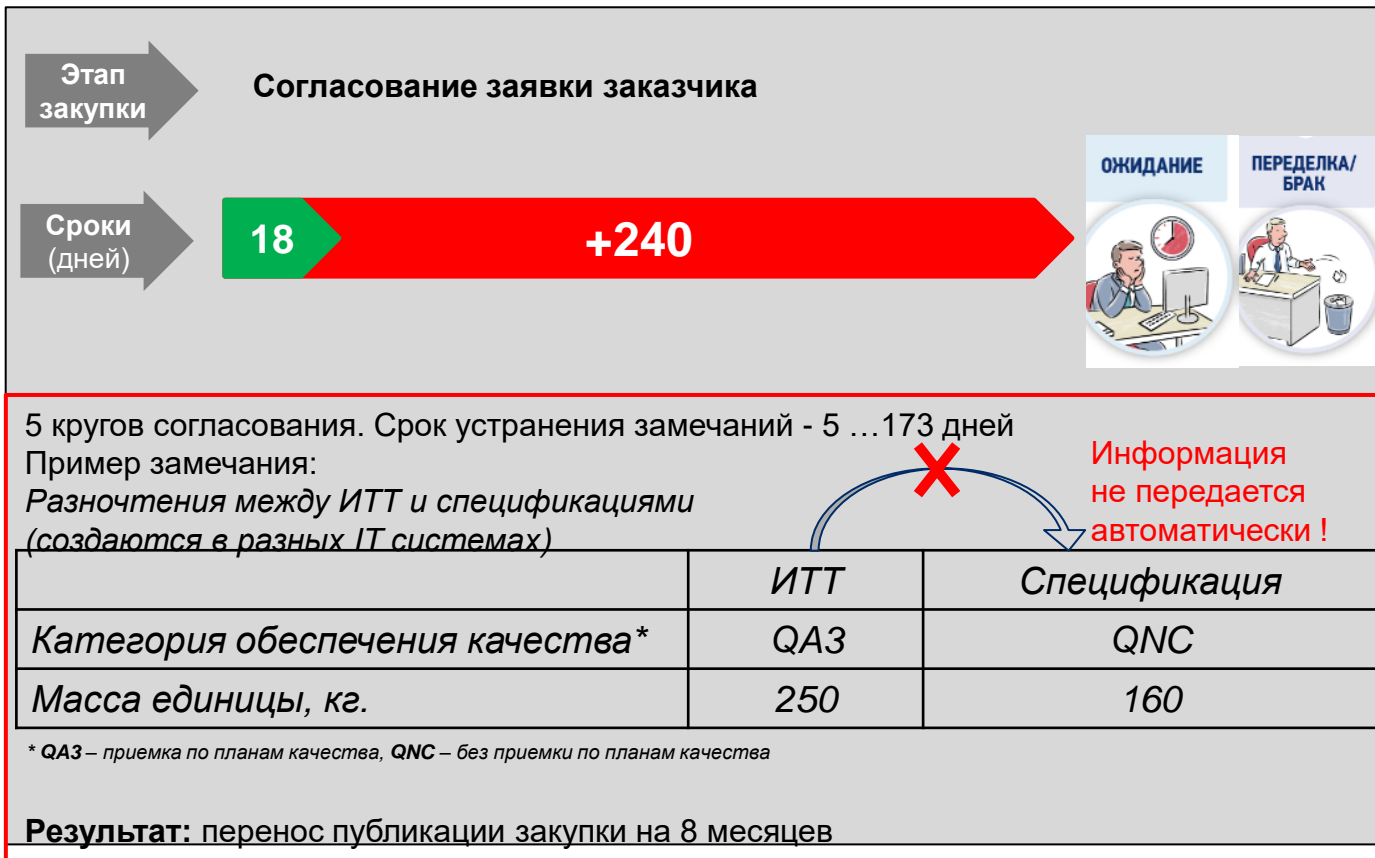 Этап
закупки
Согласование заявки заказчика
ОЖИДАНИЕ
ПЕРЕДЕЛКА/
БРАК
Сроки
(дней)
18
+240
5 кругов согласования. Срок устранения замечаний - 5 …173 дней
Пример замечания:
Разночтения между ИТТ и спецификациями
(создаются в разных IT системах)
Информация
не передается
автоматически !
ИТТ Спецификация
Категория обеспечения качества* QA3 QNC
Масса единицы, кг. 250 160
* QA3 – приемка по планам качества, QNC – без приемки по планам качества
Результат: перенос публикации закупки на 8 месяцев